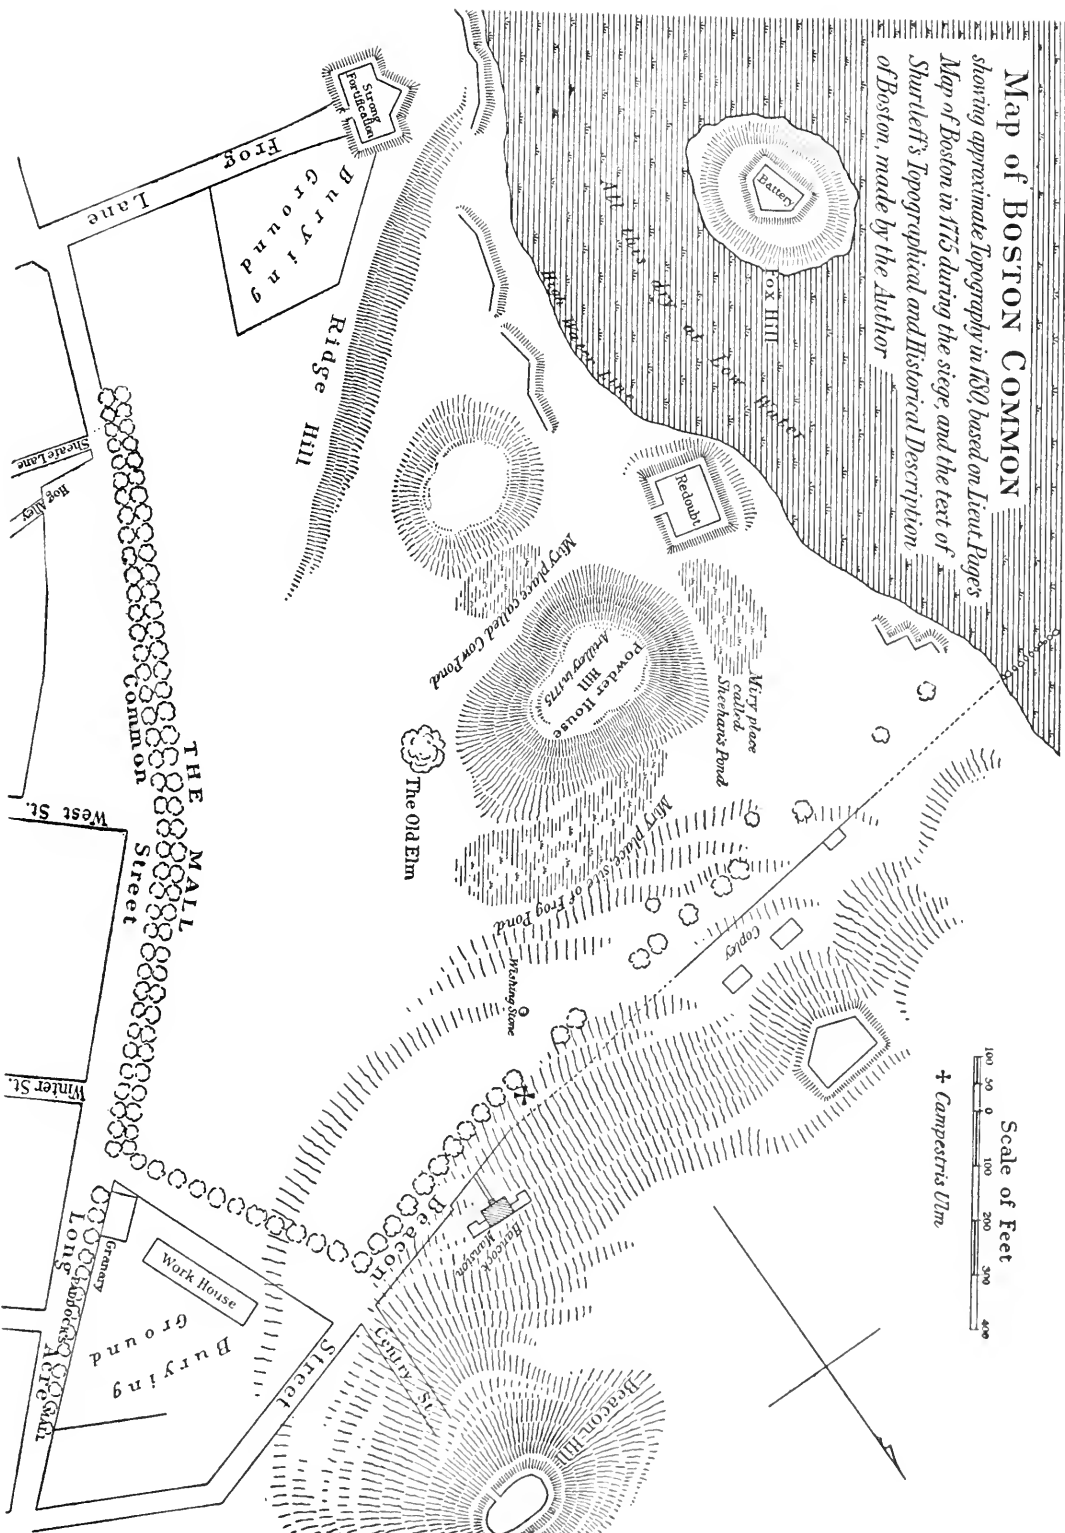 Map of BOSTON COMMON
showing approximate Topography in 1780, based on Lieut. Page's
Map of Boston in 1775 during the siege, and the text of
Shurtleff's Topographical and Historical Description
of Boston, made by the Author
Scale of Feet
100 50 0 100 200 300 400
✢ Campestris Ulm
Battery
Fox Hill
All this dry at Low Water
High Water Line
Strong
Fortification
Frog Lane
Burying
Ground
Ridge Hill
Redoubt
Miry place called Cow Pond
Miry place
called
Sheehan's Pond
Powder House
Hill
Artillery in 1775
The Old Elm
Miry place, site of Frog Pond
Wishing Stone
Copley
Sheafe Lane
Hog Alley
THE MALL
Common Street
West St.
Winter St.
Beacon Street
Hancock
Mansion
Centry St
Beacon Hill
Granary
Work House
Burying
Ground
Long Acre
PADDOCK'S MALL